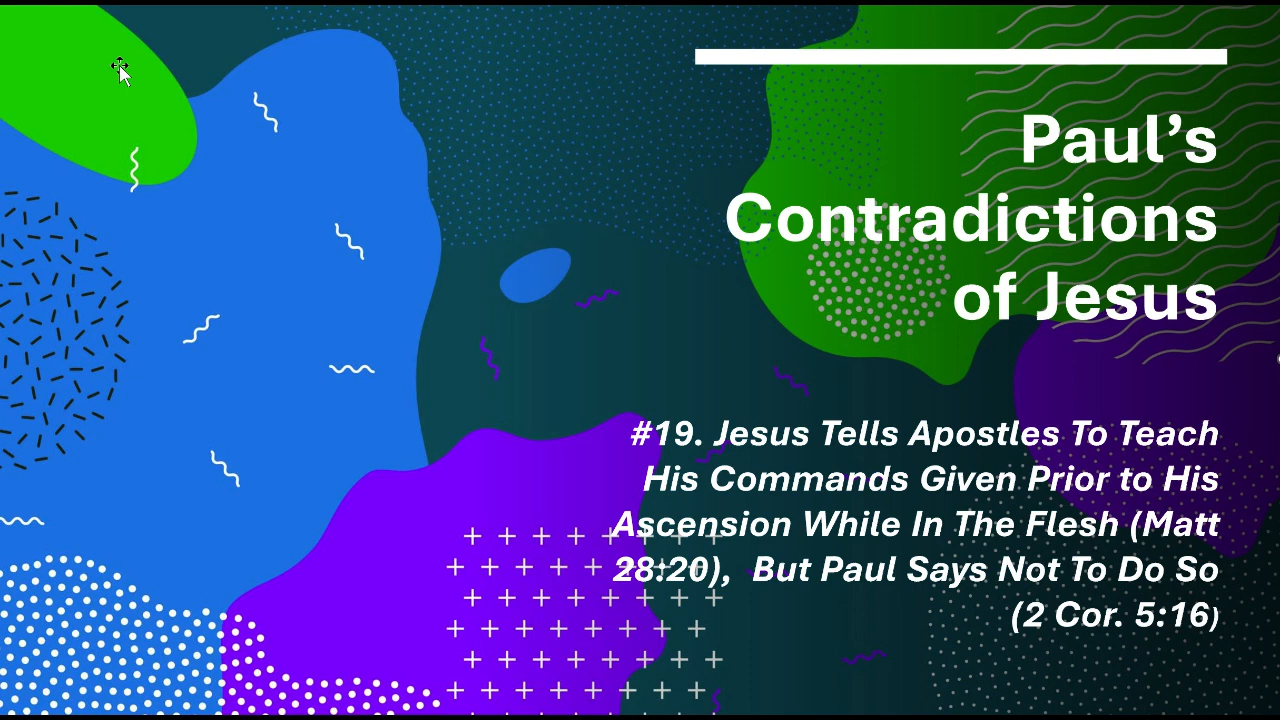 Paul’s
Contradictions
of Jesus
#19. Jesus Tells Apostles To Teach
His Commands Given Prior to His
Ascension While In The Flesh (Matt
28:20),  But Paul Says Not To Do So
(2 Cor. 5:16)